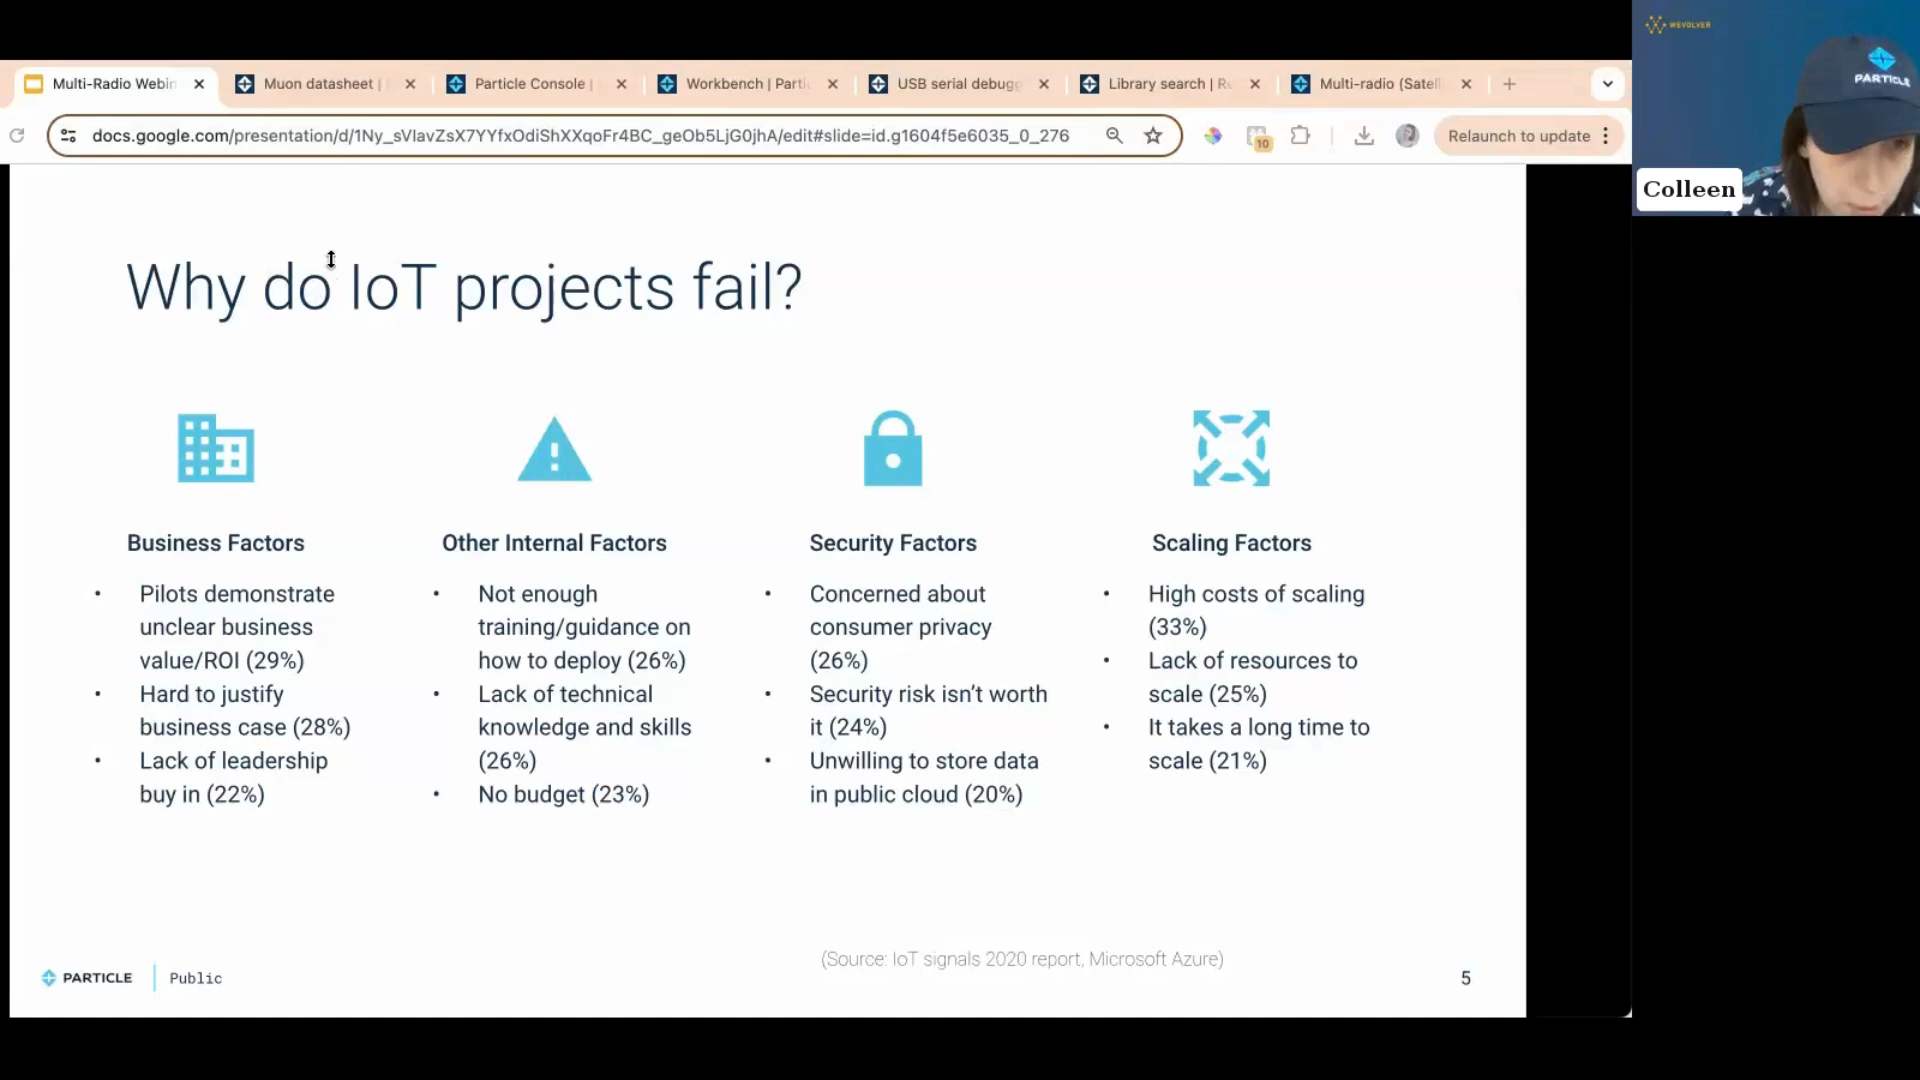 Multi-Radio Webin
Muon datasheet |
Particle Console |
Workbench | Parti
USB serial debugg
Library search | Re
Multi-radio (Satell
docs.google.com/presentation/d/1Ny_sVlavZsX7YYfxOdiShXXqoFr4BC_geOb5LjG0jhA/edit#slide=id.g1604f5e6035_0_276
10
Relaunch to update
WEVOLVER
PARTICLE
Colleen
Why do IoT projects fail?
Business Factors
• Pilots demonstrate
unclear business
value/ROI (29%)
• Hard to justify
business case (28%)
• Lack of leadership
buy in (22%)
Other Internal Factors
• Not enough
training/guidance on
how to deploy (26%)
• Lack of technical
knowledge and skills
(26%)
• No budget (23%)
Security Factors
• Concerned about
consumer privacy
(26%)
• Security risk isn’t worth
it (24%)
• Unwilling to store data
in public cloud (20%)
Scaling Factors
• High costs of scaling
(33%)
• Lack of resources to
scale (25%)
• It takes a long time to
scale (21%)
(Source: IoT signals 2020 report, Microsoft Azure)
PARTICLE
Public
5